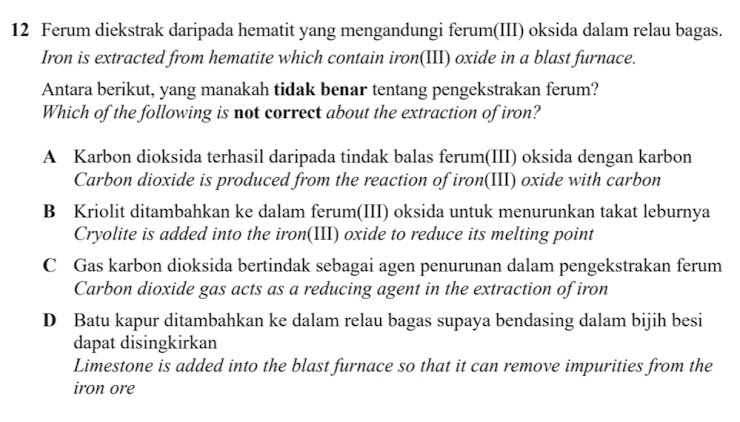 12 Ferum diekstrak daripada hematit yang mengandungi ferum(III) oksida dalam relau bagas.
Iron is extracted from hematite which contain iron(III) oxide in a blast furnace.
Antara berikut, yang manakah tidak benar tentang pengekstrakan ferum?
Which of the following is not correct about the extraction of iron?
A Karbon dioksida terhasil daripada tindak balas ferum(III) oksida dengan karbon
Carbon dioxide is produced from the reaction of iron(III) oxide with carbon
B Kriolit ditambahkan ke dalam ferum(III) oksida untuk menurunkan takat leburnya
Cryolite is added into the iron(III) oxide to reduce its melting point
C Gas karbon dioksida bertindak sebagai agen penurunan dalam pengekstrakan ferum
Carbon dioxide gas acts as a reducing agent in the extraction of iron
D Batu kapur ditambahkan ke dalam relau bagas supaya bendasing dalam bijih besi
dapat disingkirkan
Limestone is added into the blast furnace so that it can remove impurities from the
iron ore